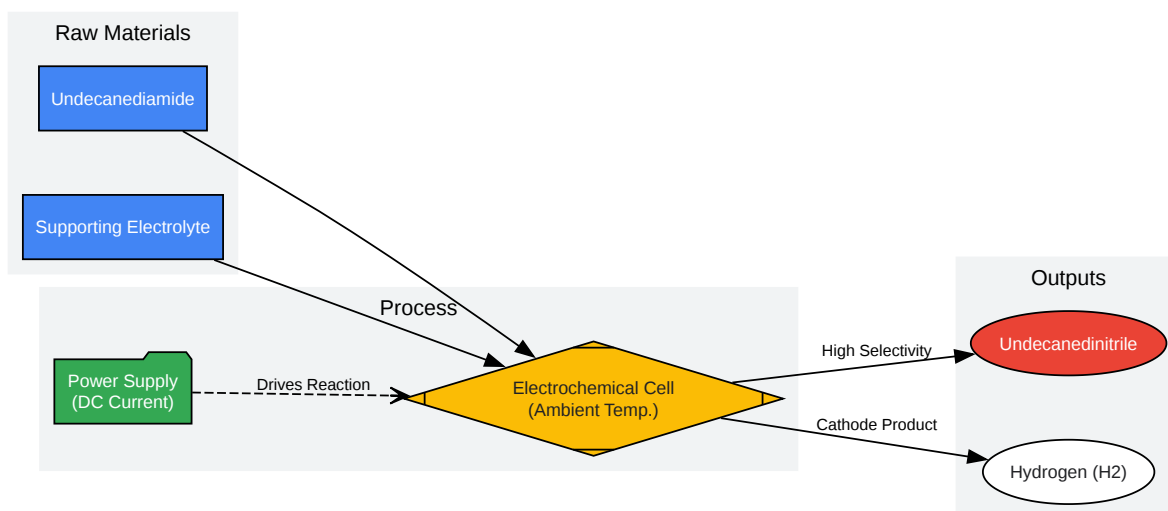 Raw Materials
Undecanediamide
Supporting Electrolyte
Process
Power Supply
(DC Current)
Drives Reaction
Electrochemical Cell
(Ambient Temp.)
High Selectivity
Cathode Product
Outputs
Undecanedinitrile
Hydrogen (H2)